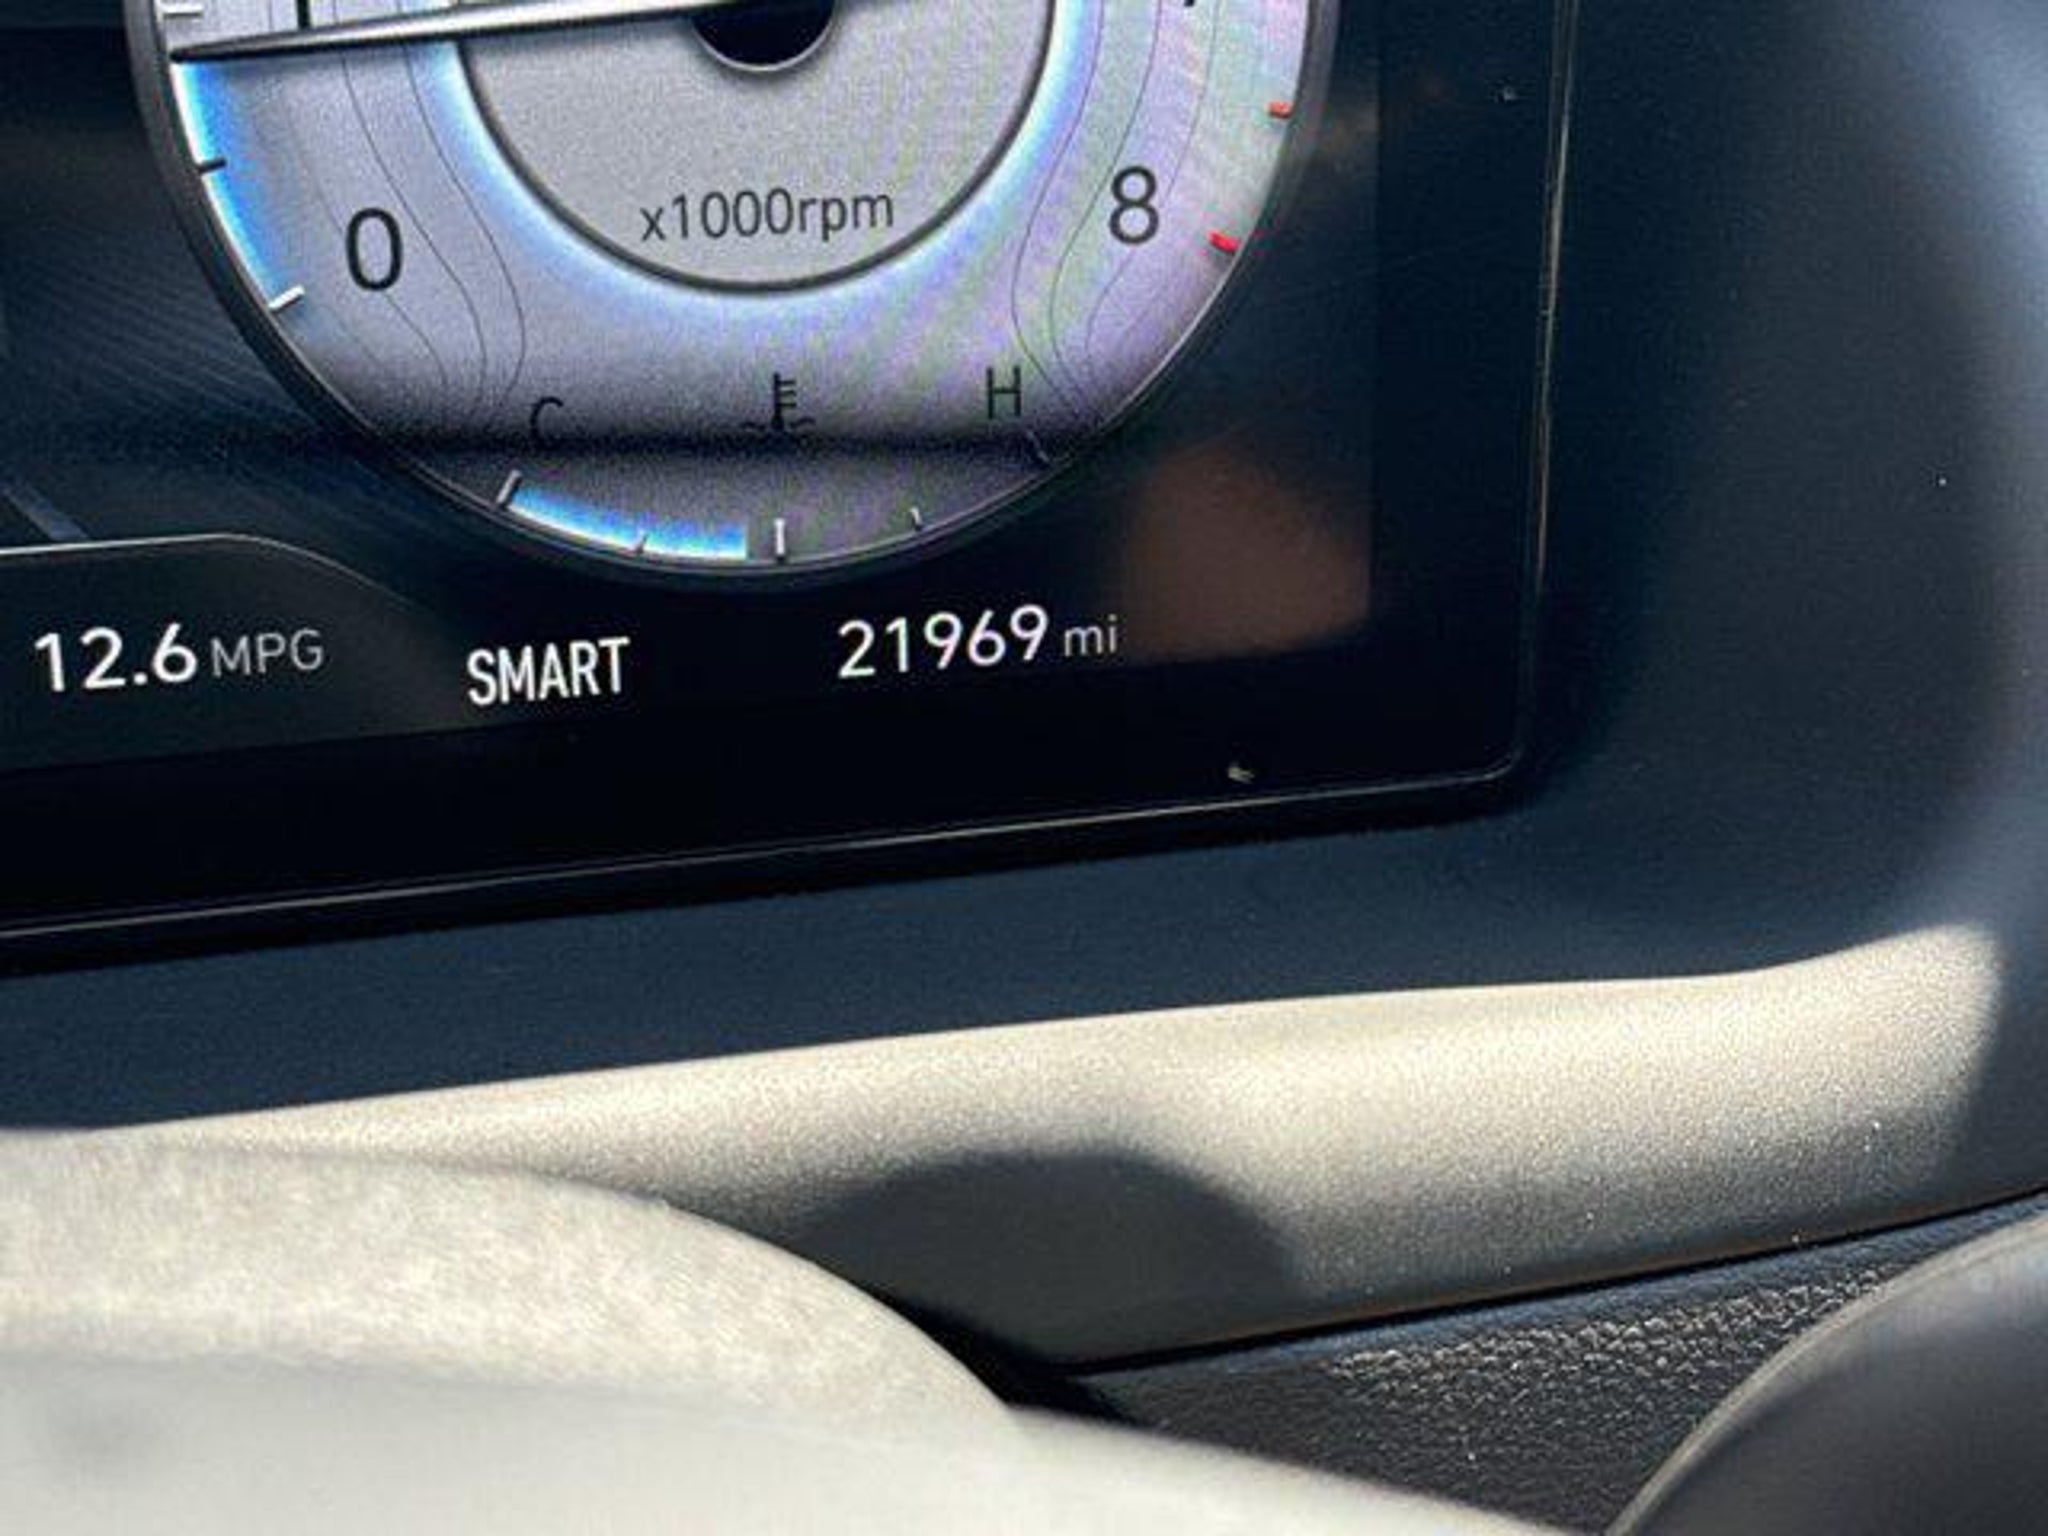 0
8
x1000rpm
C
H
12.6 MPG
SMART
21969 mi